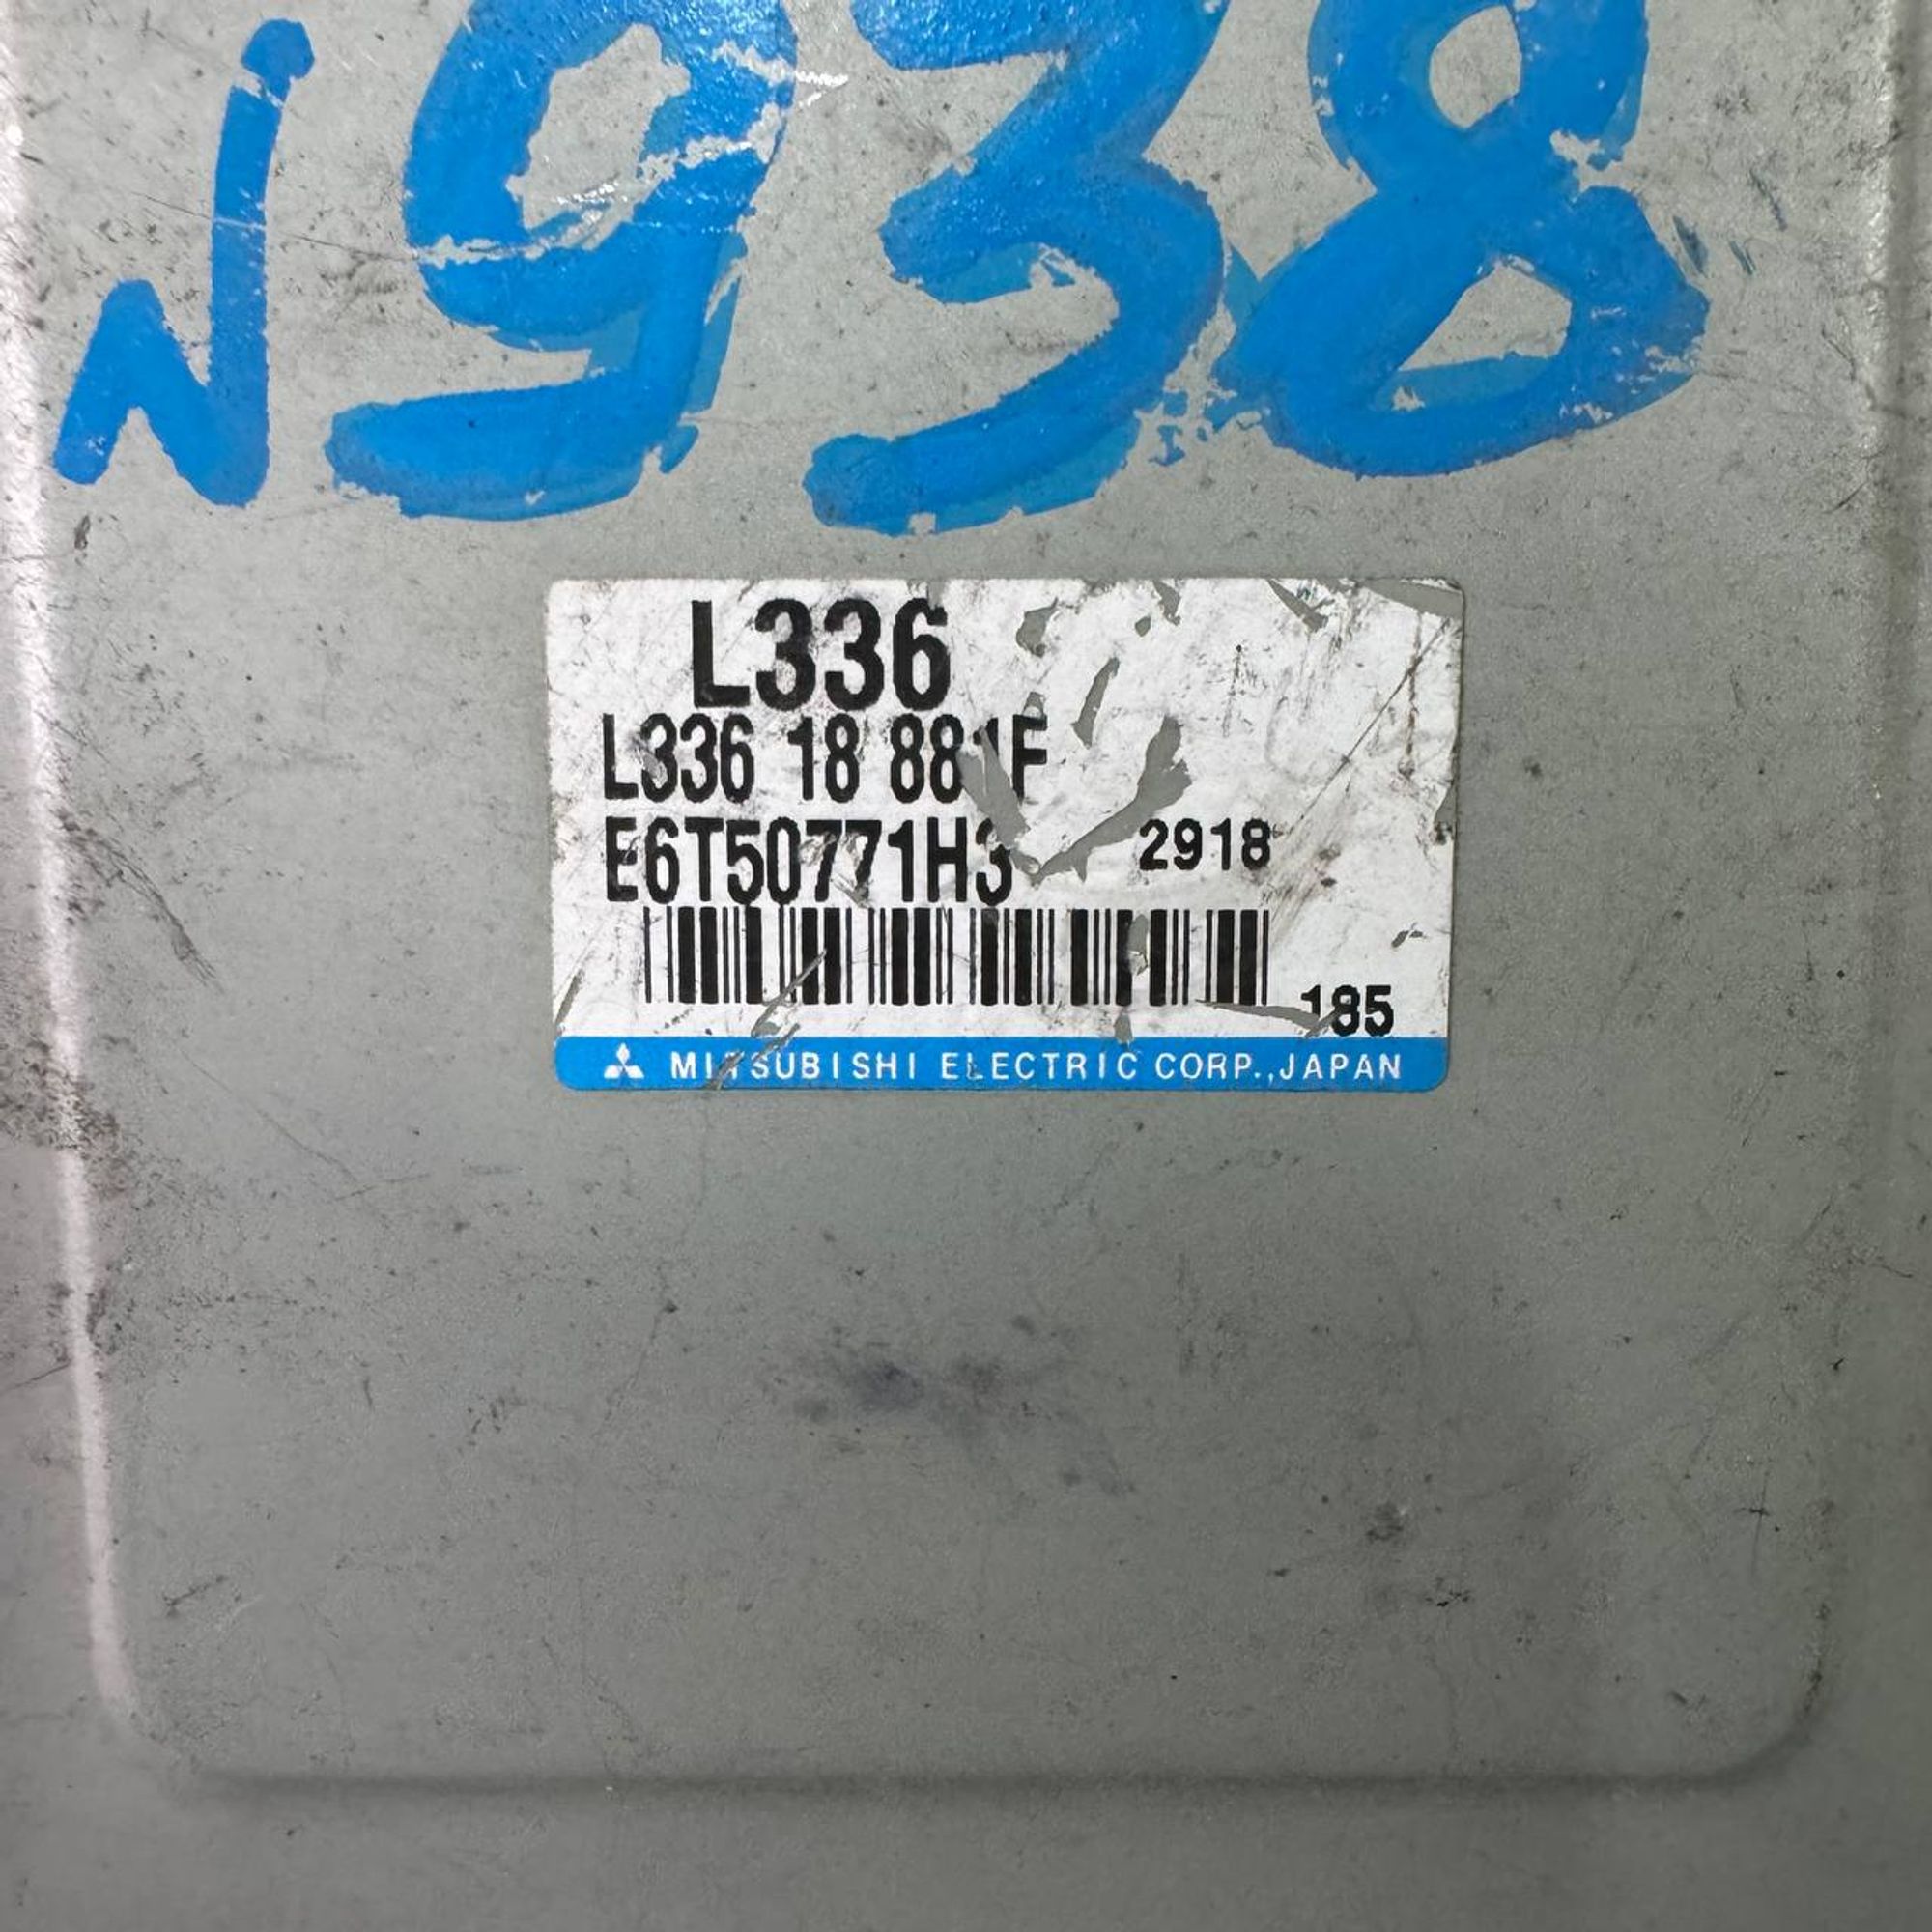 N938
L336
L336 18 881F
E6T50771H3 2918
185
MITSUBISHI ELECTRIC CORP.,JAPAN